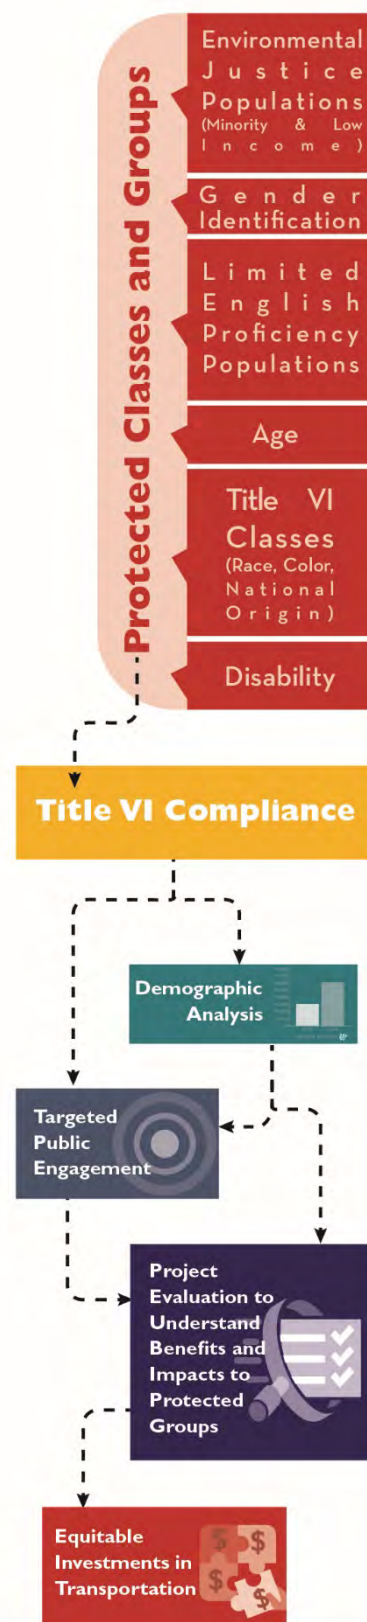 Protected Classes and Groups
Environmental
Justice
Populations
(Minority & Low
Income)
Gender
Identification
Limited
English
Proficiency
Populations
Age
Title VI
Classes
(Race, Color,
National
Origin)
Disability
Title VI Compliance
Demographic
Analysis
Targeted
Public
Engagement
Project
Evaluation to
Understand
Benefits and
Impacts to
Protected
Groups
Equitable
Investments in
Transportation
$ $
$ $